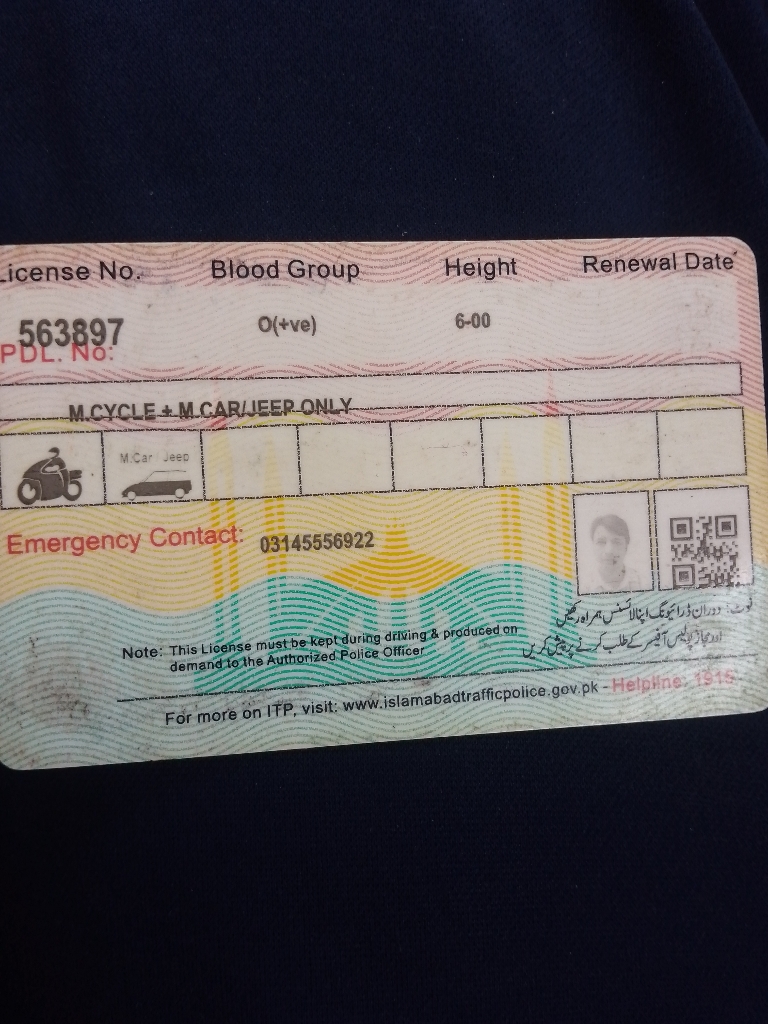 License No. Blood Group Height Renewal Date
563897 O(+ve) 6-00
PDL. No:
M.CYCLE + M.CAR/JEEP ONLY
M.Car Jeep
Emergency Contact: 03145556922
نوٹ: دوران ڈرائیونگ اپنا لائسنس ہمراہ رکھیں
اور مجاز پولیس آفیسر کے طلب کرنے پر پیش کریں
Note: This License must be kept during driving & produced on
demand to the Authorized Police Officer
For more on ITP, visit: www.islamabadtrafficpolice.gov.pk - Helpline: 1915